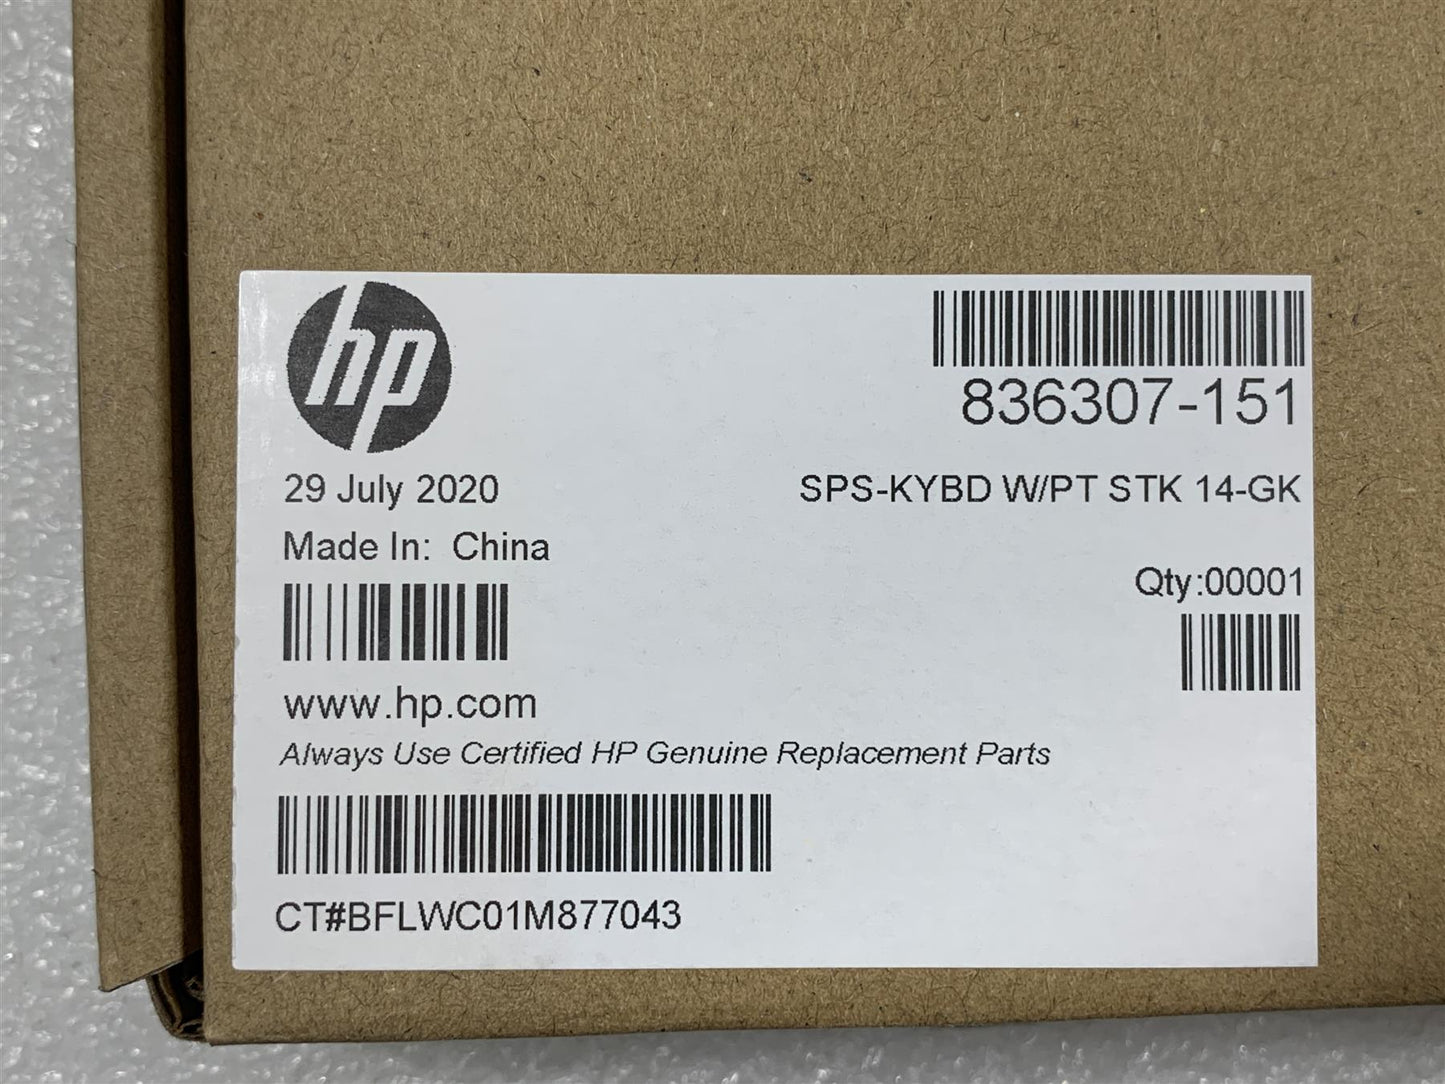 hp
836307-151
29 July 2020
SPS-KYBD W/PT STK 14-GK
Made In: China
Qty:00001
www.hp.com
Always Use Certified HP Genuine Replacement Parts
CT#BFLWC01M877043